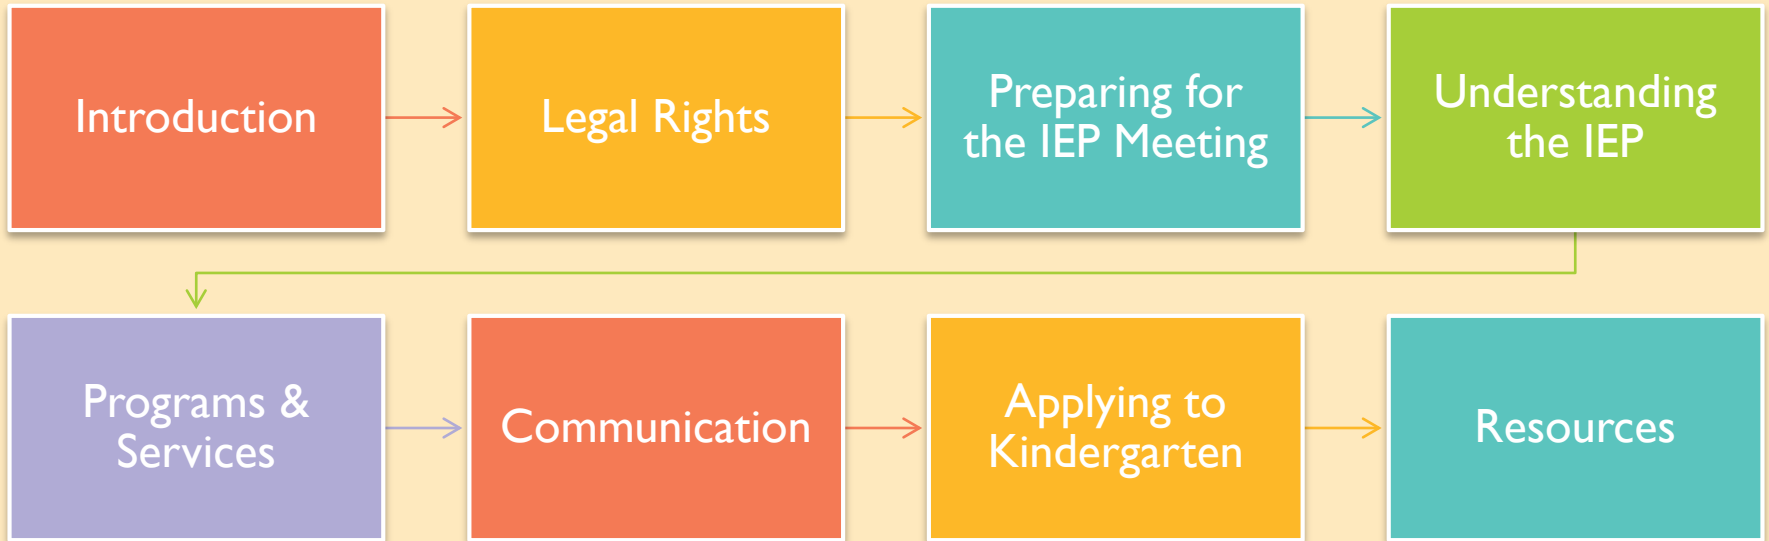 Introduction
Legal Rights
Preparing for
the IEP Meeting
Understanding
the IEP
Programs &
Services
Communication
Applying to
Kindergarten
Resources